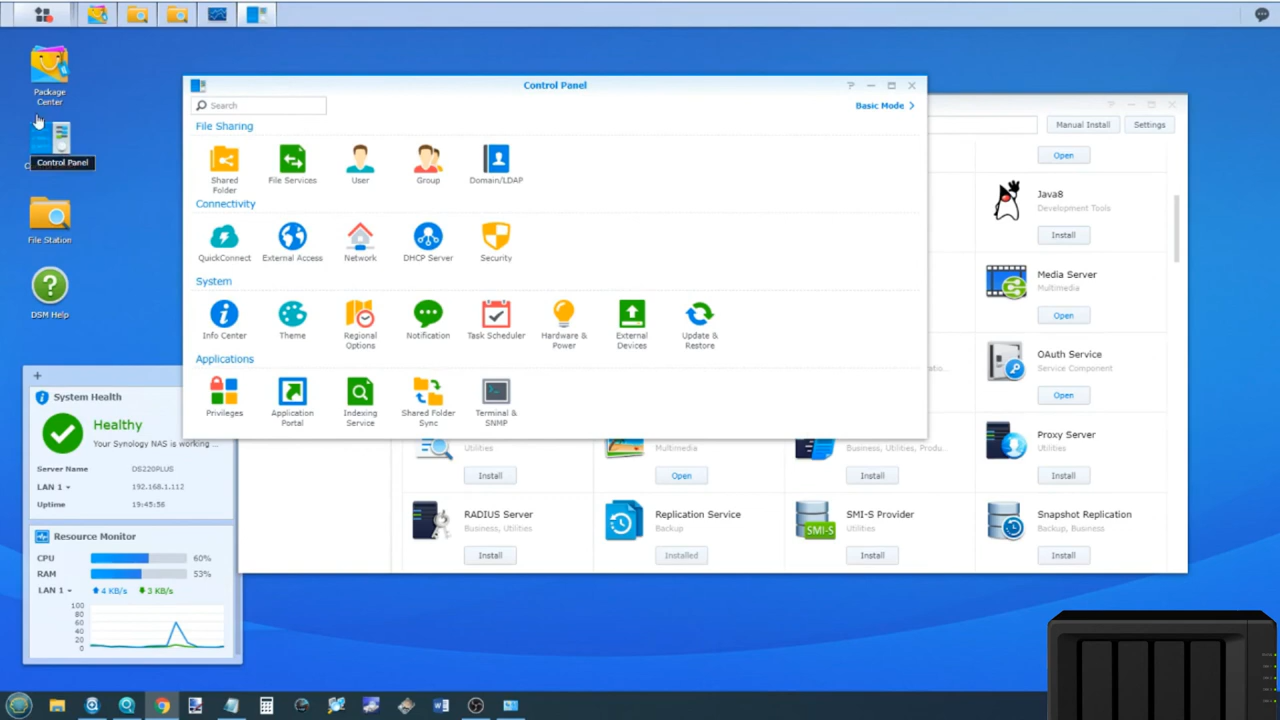 Package
Center
Control Panel
File Station
DSM Help
Control Panel
Search
Basic Mode
File Sharing
Shared
Folder
File Services
User
Group
Domain/LDAP
Connectivity
QuickConnect
External Access
Network
DHCP Server
Security
System
Info Center
Theme
Regional
Options
Notification
Task Scheduler
Hardware &
Power
External
Devices
Update &
Restore
Applications
Privileges
Application
Portal
Indexing
Service
Shared Folder
Sync
Terminal &
SNMP
Manual Install
Settings
Open
Java8
Development Tools
Install
Media Server
Multimedia
Open
OAuth Service
Service Component
Open
Utilities
Install
Multimedia
Open
Business, Utilities, Produ...
Install
Proxy Server
Utilities
Install
RADIUS Server
Business, Utilities
Install
Replication Service
Backup
Installed
SMI-S
SMI-S Provider
Utilities
Install
Snapshot Replication
Backup, Business
Install
System Health
Healthy
Your Synology NAS is working ...
Server Name DS220PLUS
LAN 1 192.168.1.112
Uptime 19:45:56
Resource Monitor
CPU 60%
RAM 53%
LAN 1 4 KB/s 3 KB/s
100
80
60
40
20
0